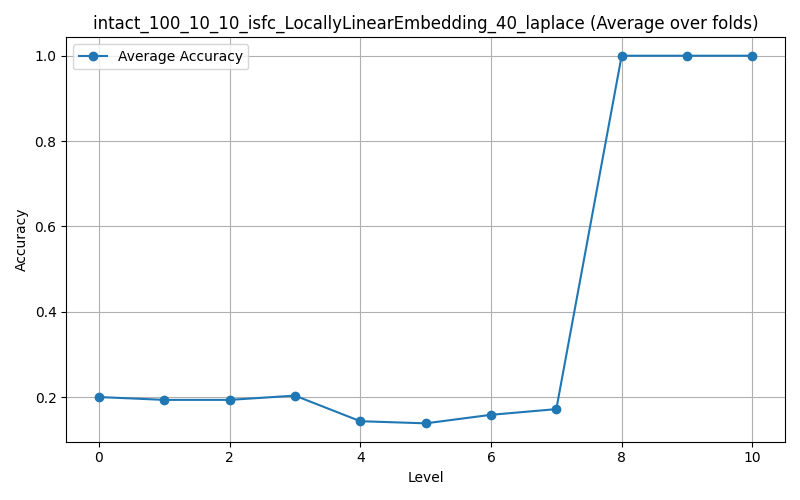 intact_100_10_10_isfc_LocallyLinearEmbedding_40_laplace (Average over folds)
Average Accuracy
Accuracy
1.0
0.8
0.6
0.4
0.2
0 2 4 6 8 10
Level